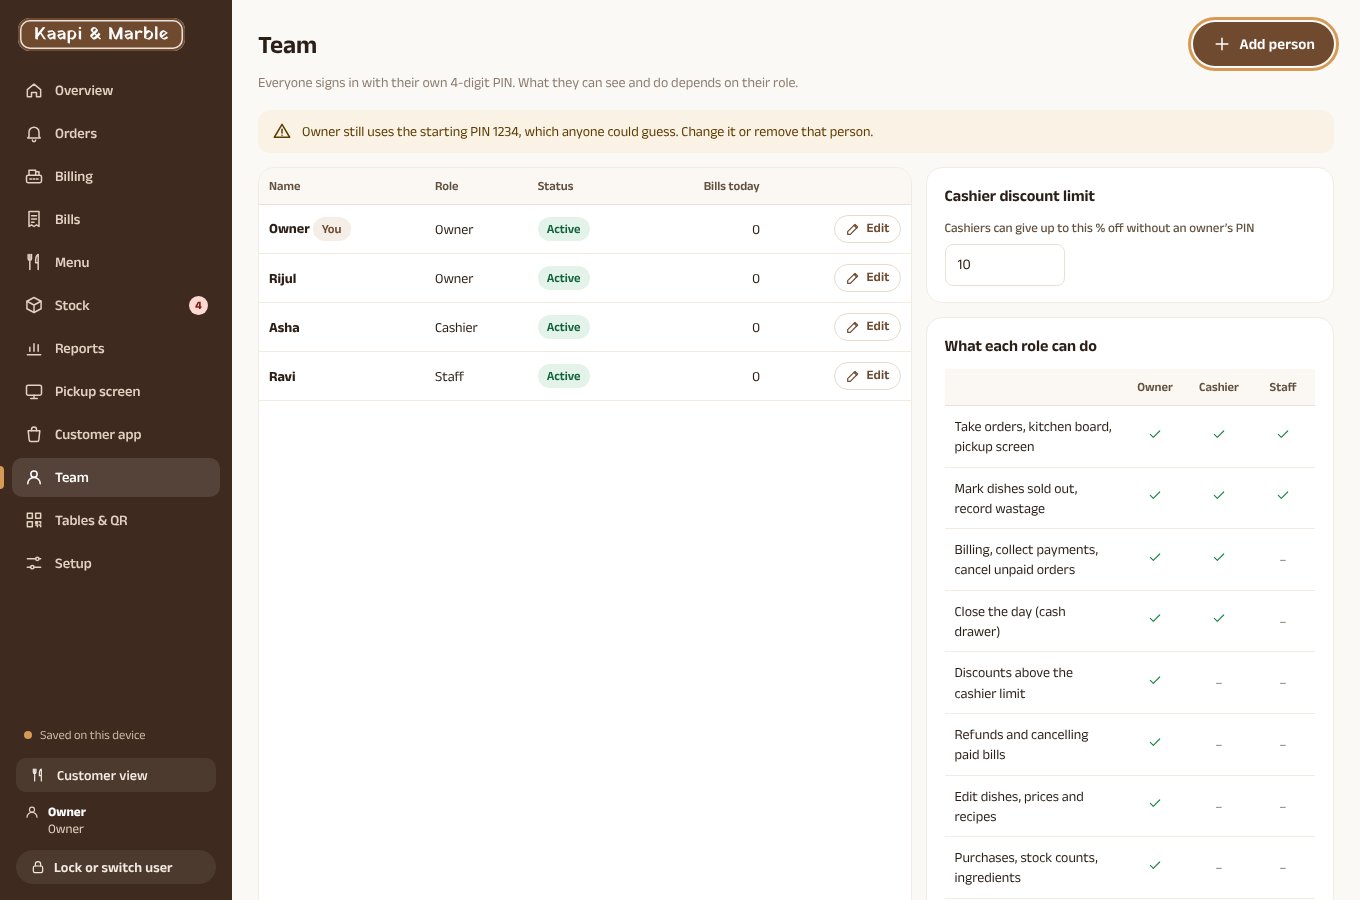 Kaapi & Marble
Overview
Orders
Billing
Bills
Menu
Stock 4
Reports
Pickup screen
Customer app
Team
Tables & QR
Setup
Saved on this device
Customer view
Owner
Owner
Lock or switch user
Team
Add person
Everyone signs in with their own 4-digit PIN. What they can see and do depends on their role.
Owner still uses the starting PIN 1234, which anyone could guess. Change it or remove that person.
Name Role Status Bills today
Owner You Owner Active 0 Edit
Rijul Owner Active 0 Edit
Asha Cashier Active 0 Edit
Ravi Staff Active 0 Edit
Cashier discount limit
Cashiers can give up to this % off without an owner's PIN
10
What each role can do
Owner Cashier Staff
Take orders, kitchen board,
pickup screen
Mark dishes sold out,
record wastage
Billing, collect payments,
cancel unpaid orders
–
Close the day (cash
drawer)
–
Discounts above the
cashier limit
– –
Refunds and cancelling
paid bills
– –
Edit dishes, prices and
recipes
– –
Purchases, stock counts,
ingredients
– –